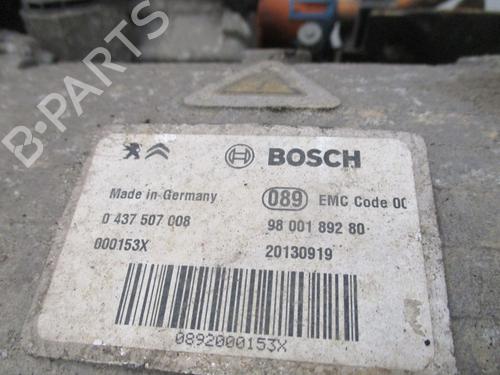 B-PARTS
BOSCH
Made in Germany 089 EMC Code 00
0 437 507 008 98 001 892 80
000153X 20130919
0892000153X